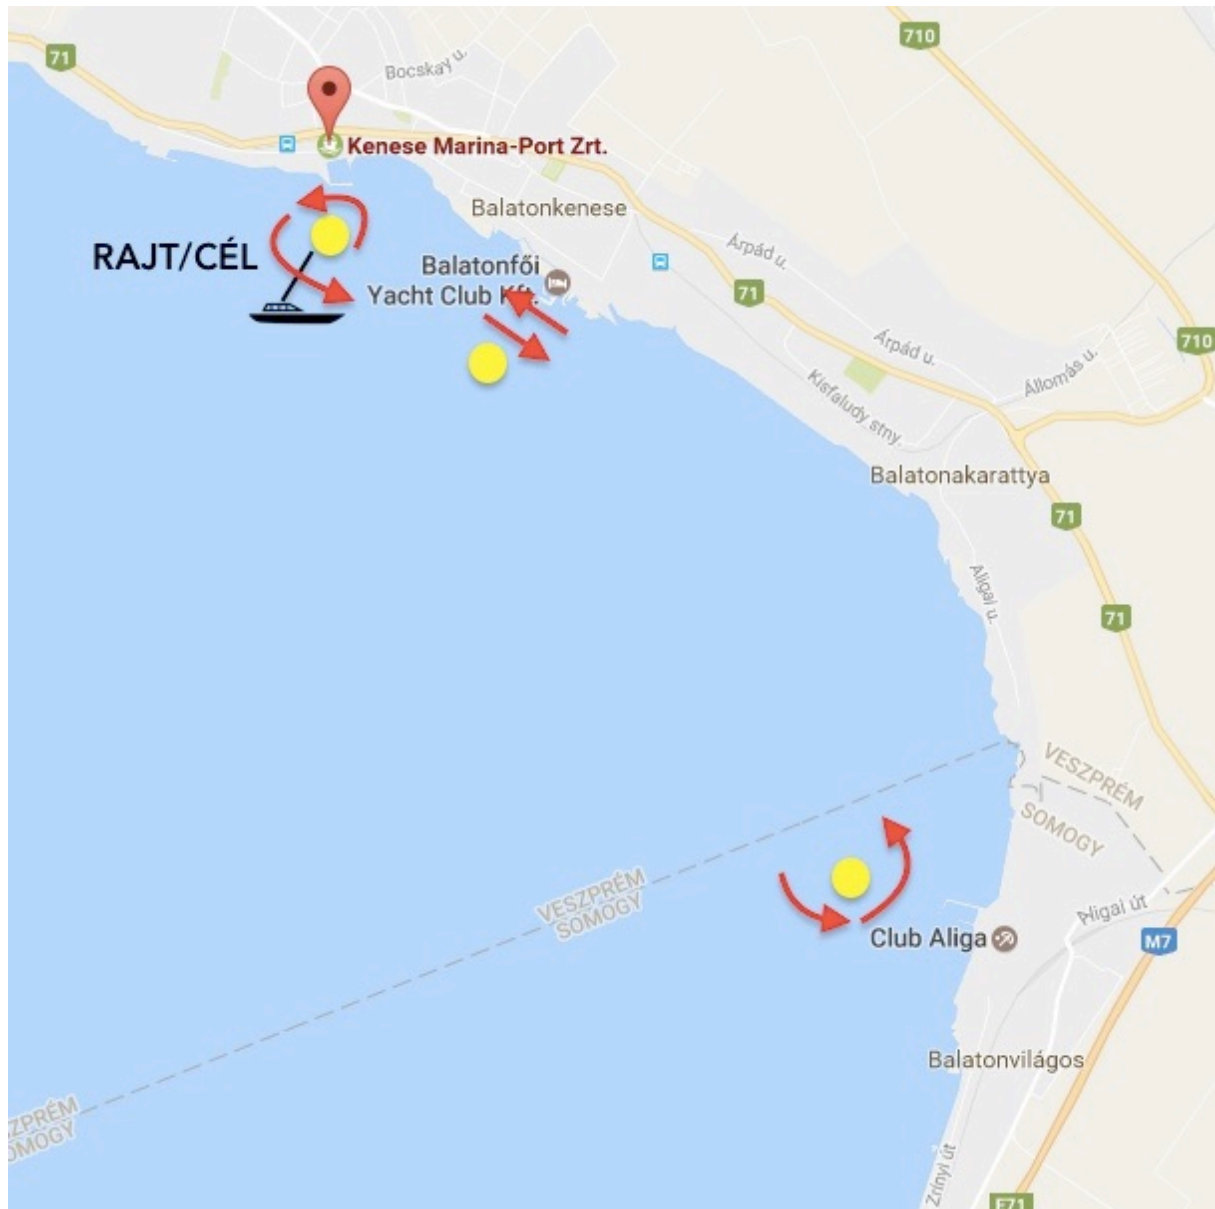 710
71
Bocskay u.
Kenese Marina-Port Zrt.
Balatonkenese
Árpád u.
RAJT/CÉL
Balatonfői
Yacht Club Kft.
71
710
Árpád u.
Állomás u.
Kisfaludy stny.
Balatonakarattya
71
Aligai u.
71
VESZPRÉM
SOMOGY
VESZPRÉM
SOMOGY
Aligai út
Club Aliga
M7
Balatonvilágos
ZPRÉM
OMOGY
Zrínyi út
E71